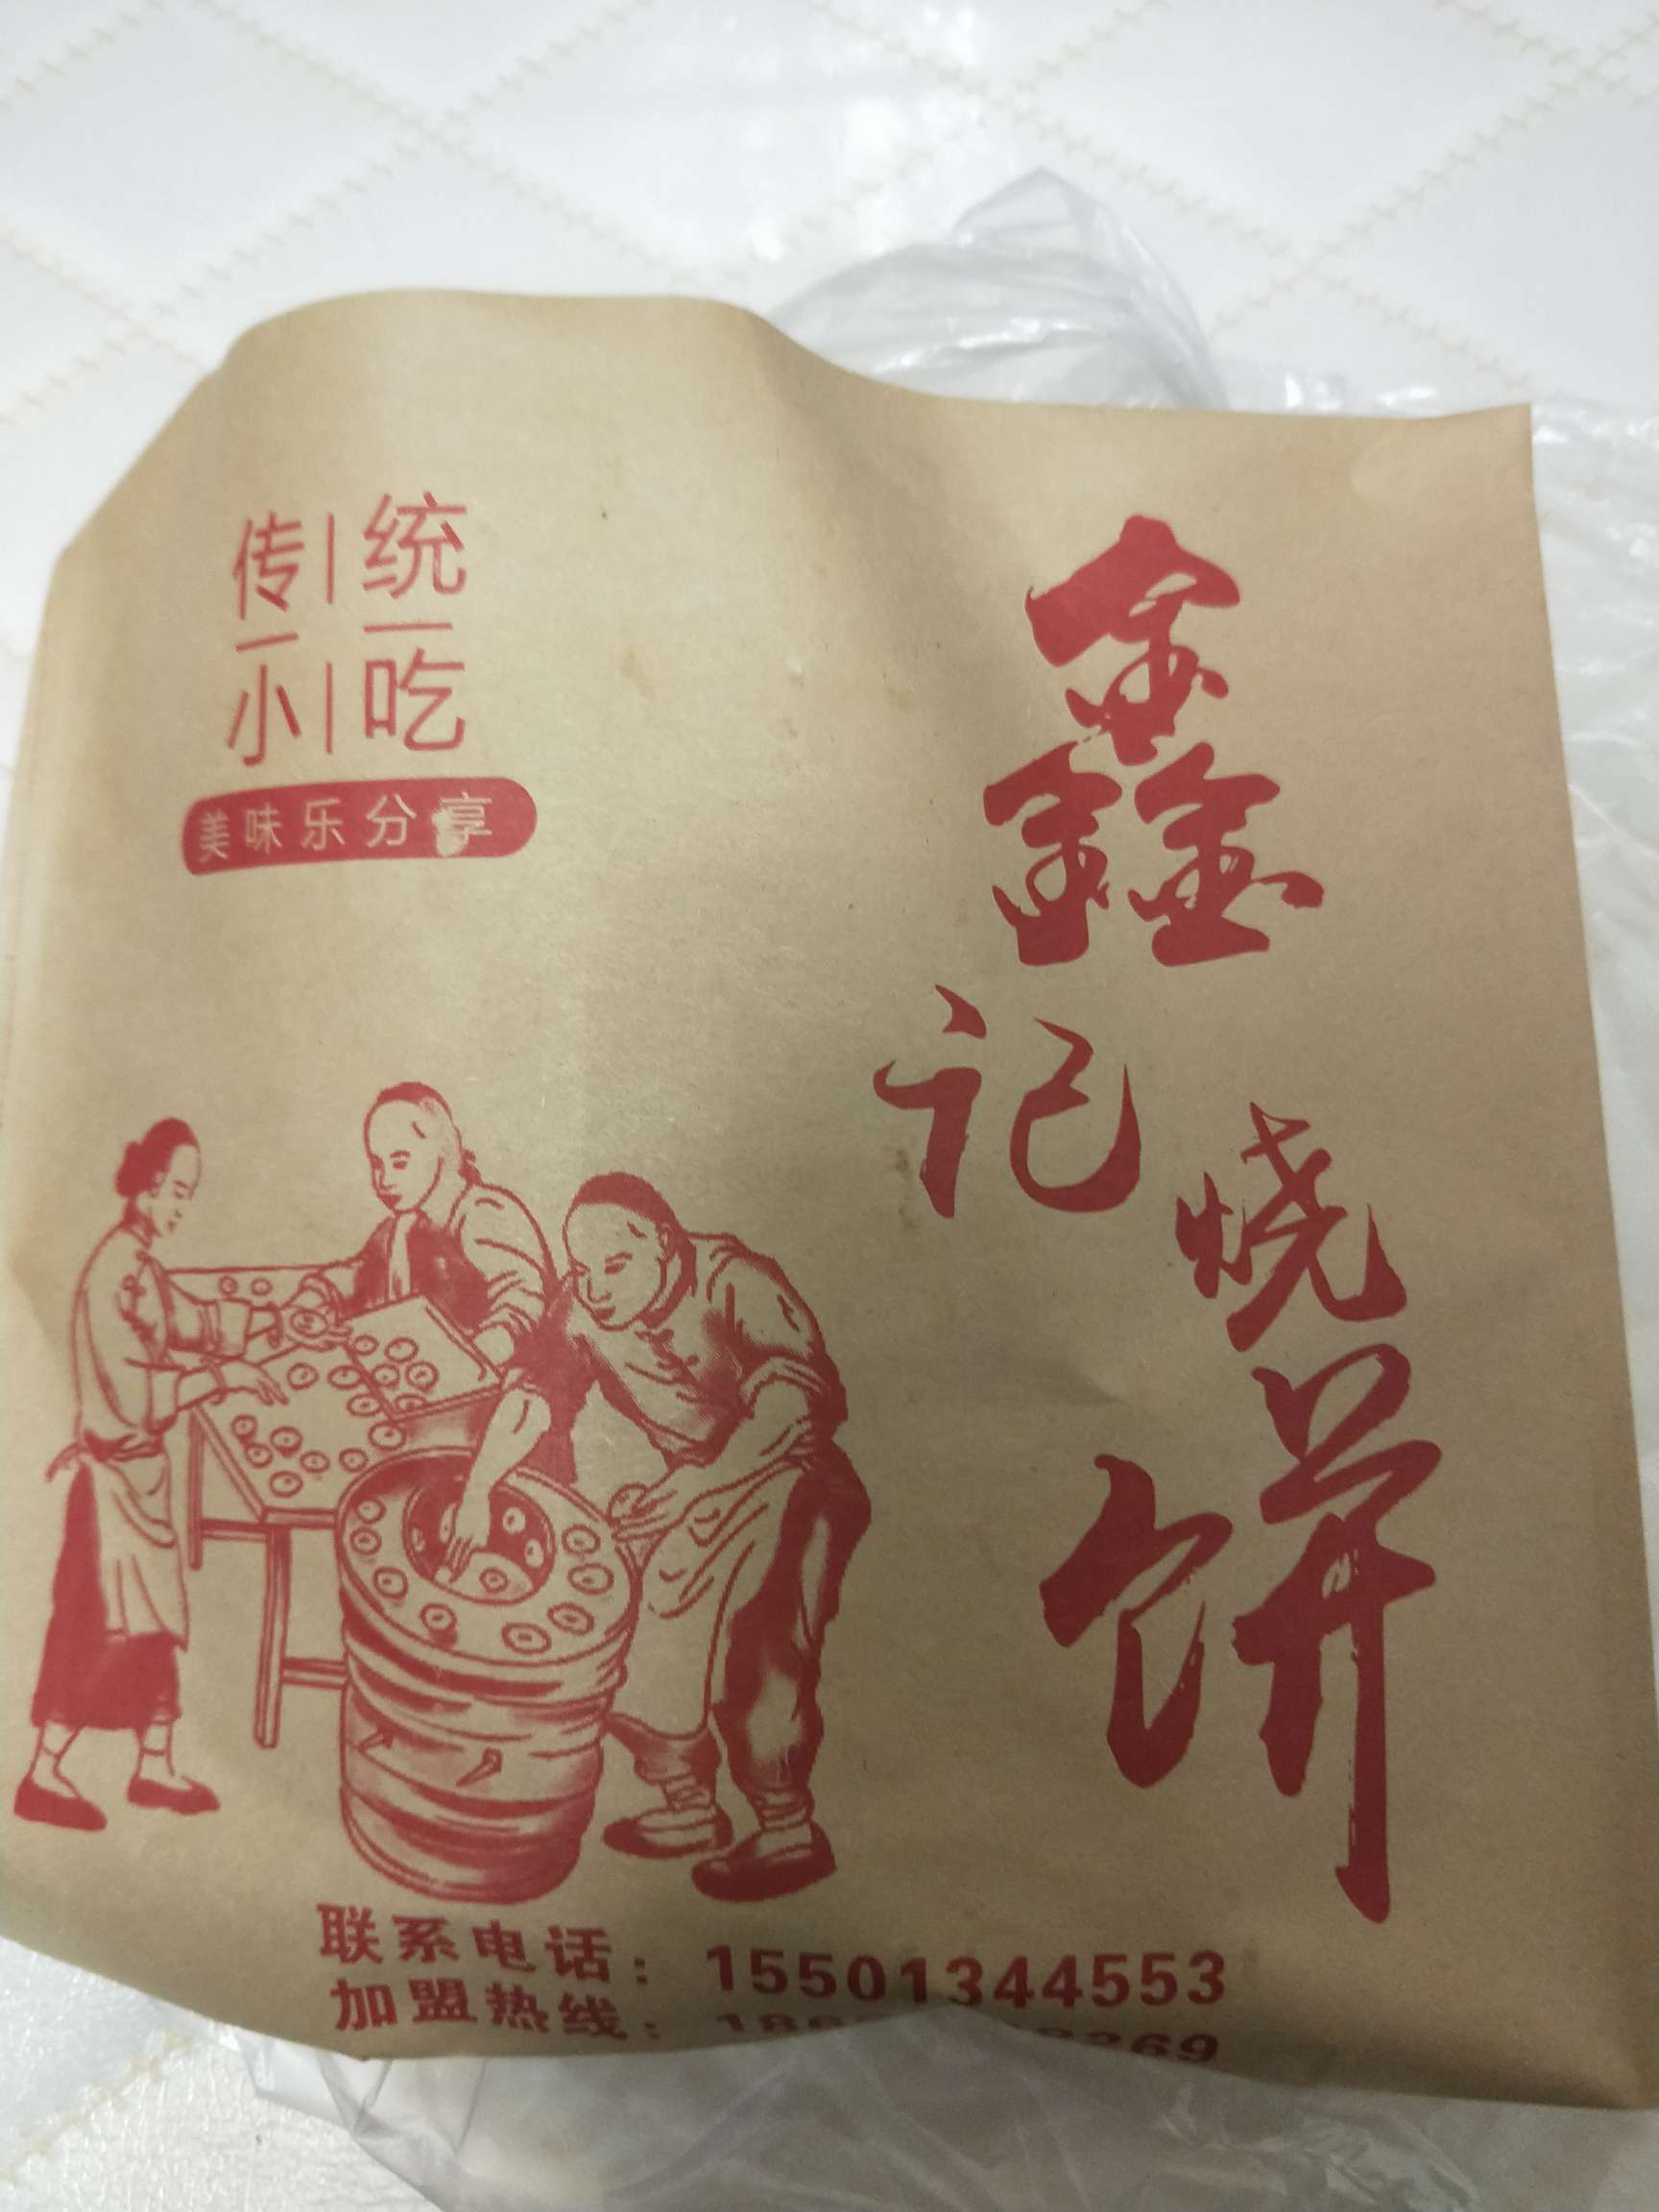 传统
小吃
美味乐分享
鑫
记
烧
饼
联系电话：15501344553
加盟热线：